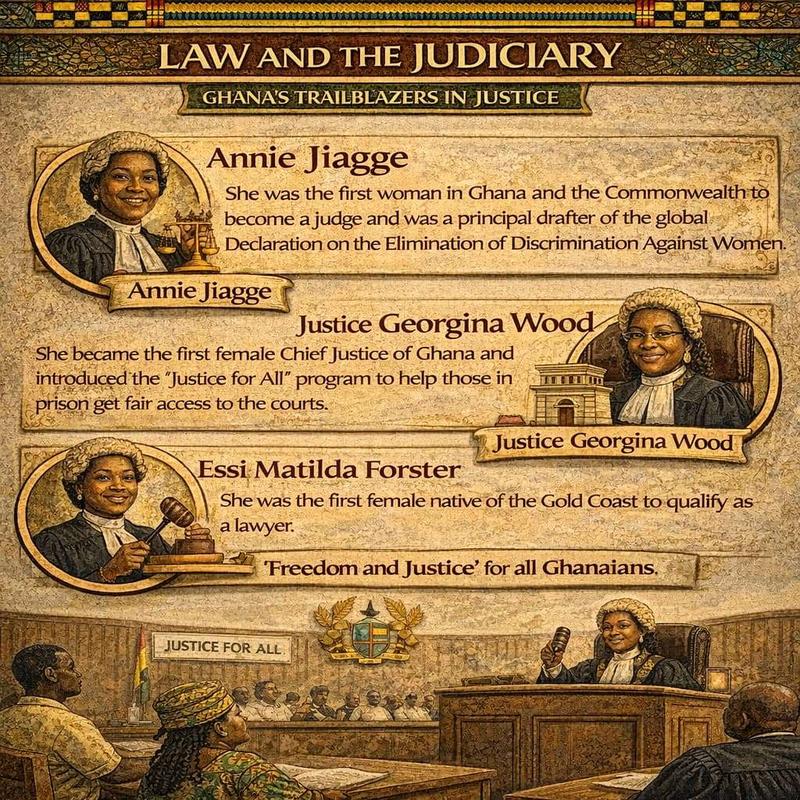 LAW AND THE JUDICIARY
GHANA'S TRAILBLAZERS IN JUSTICE
Annie Jiagge
She was the first woman in Ghana and the Commonwealth to
become a judge and was a principal drafter of the global
Declaration on the Elimination of Discrimination Against Women.
Annie Jiagge
Justice Georgina Wood
She became the first female Chief Justice of Ghana and
introduced the "Justice for All" program to help those in
prison get fair access to the courts.
Justice Georgina Wood
Essi Matilda Forster
She was the first female native of the Gold Coast to qualify as
a lawyer.
'Freedom and Justice' for all Ghanaians.
JUSTICE FOR ALL